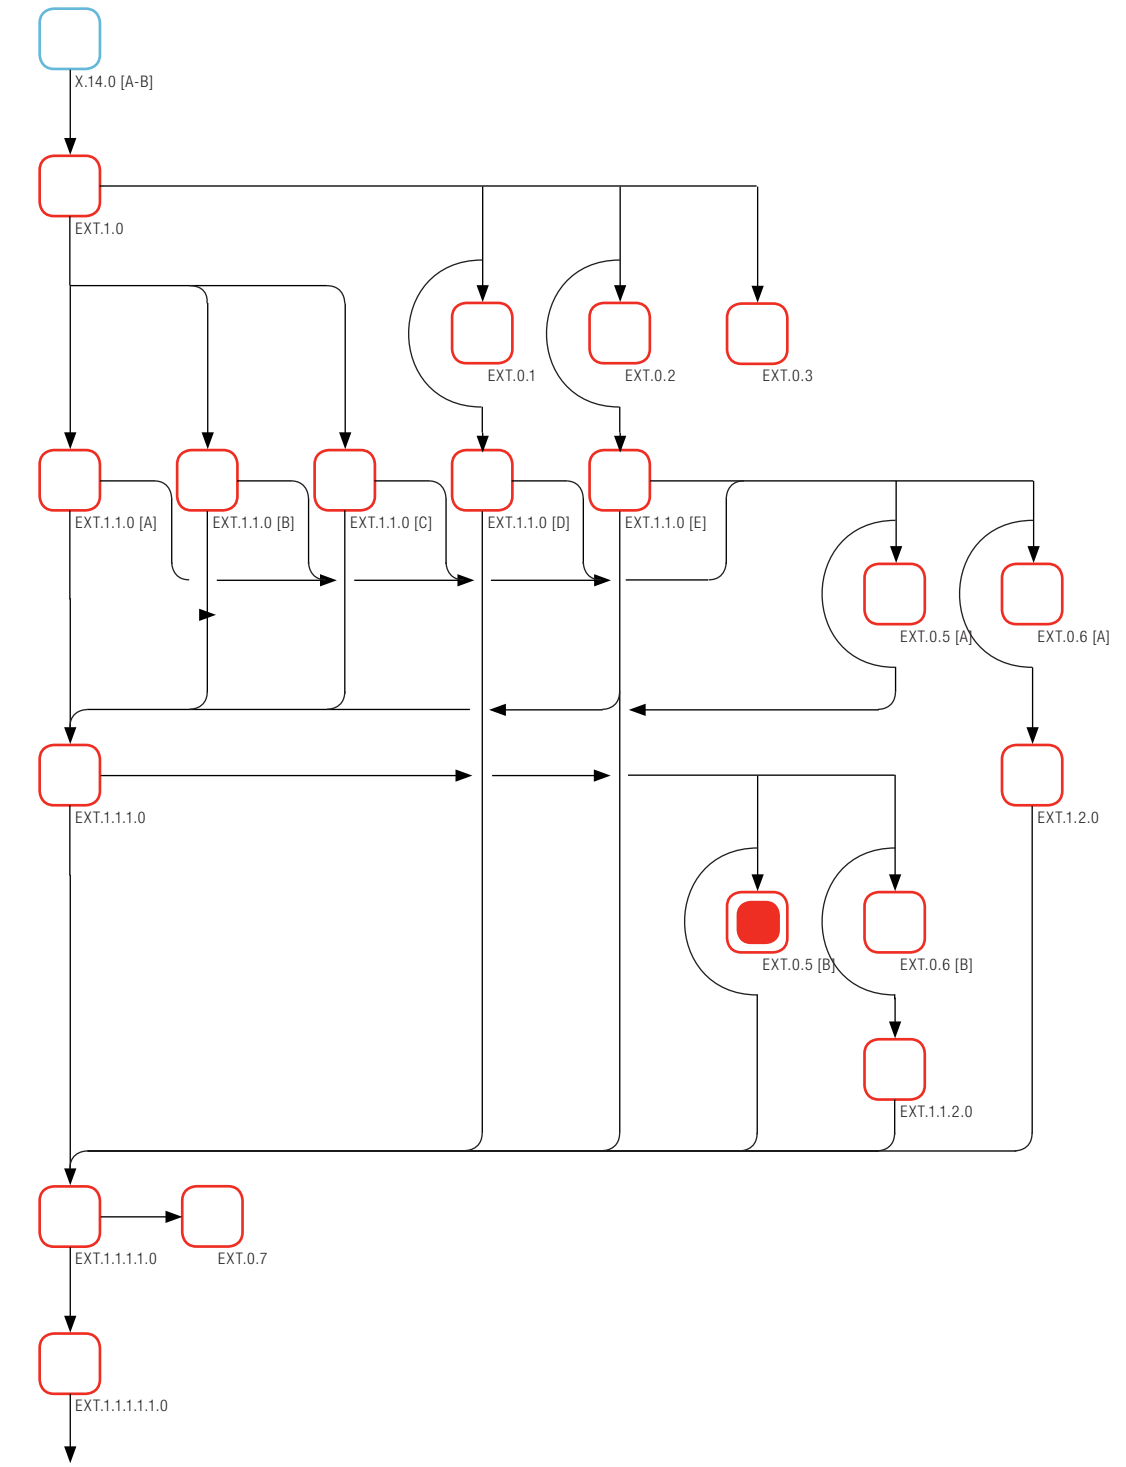 X.14.0 [A-B]
EXT.1.0
EXT.0.1
EXT.0.2
EXT.0.3
EXT.1.1.0 [A]
EXT.1.1.0 [B]
EXT.1.1.0 [C]
EXT.1.1.0 [D]
EXT.1.1.0 [E]
EXT.0.5 [A]
EXT.0.6 [A]
EXT.1.1.1.0
EXT.1.2.0
EXT.0.5 [B]
EXT.0.6 [B]
EXT.1.1.2.0
EXT.1.1.1.1.0
EXT.0.7
EXT.1.1.1.1.1.0